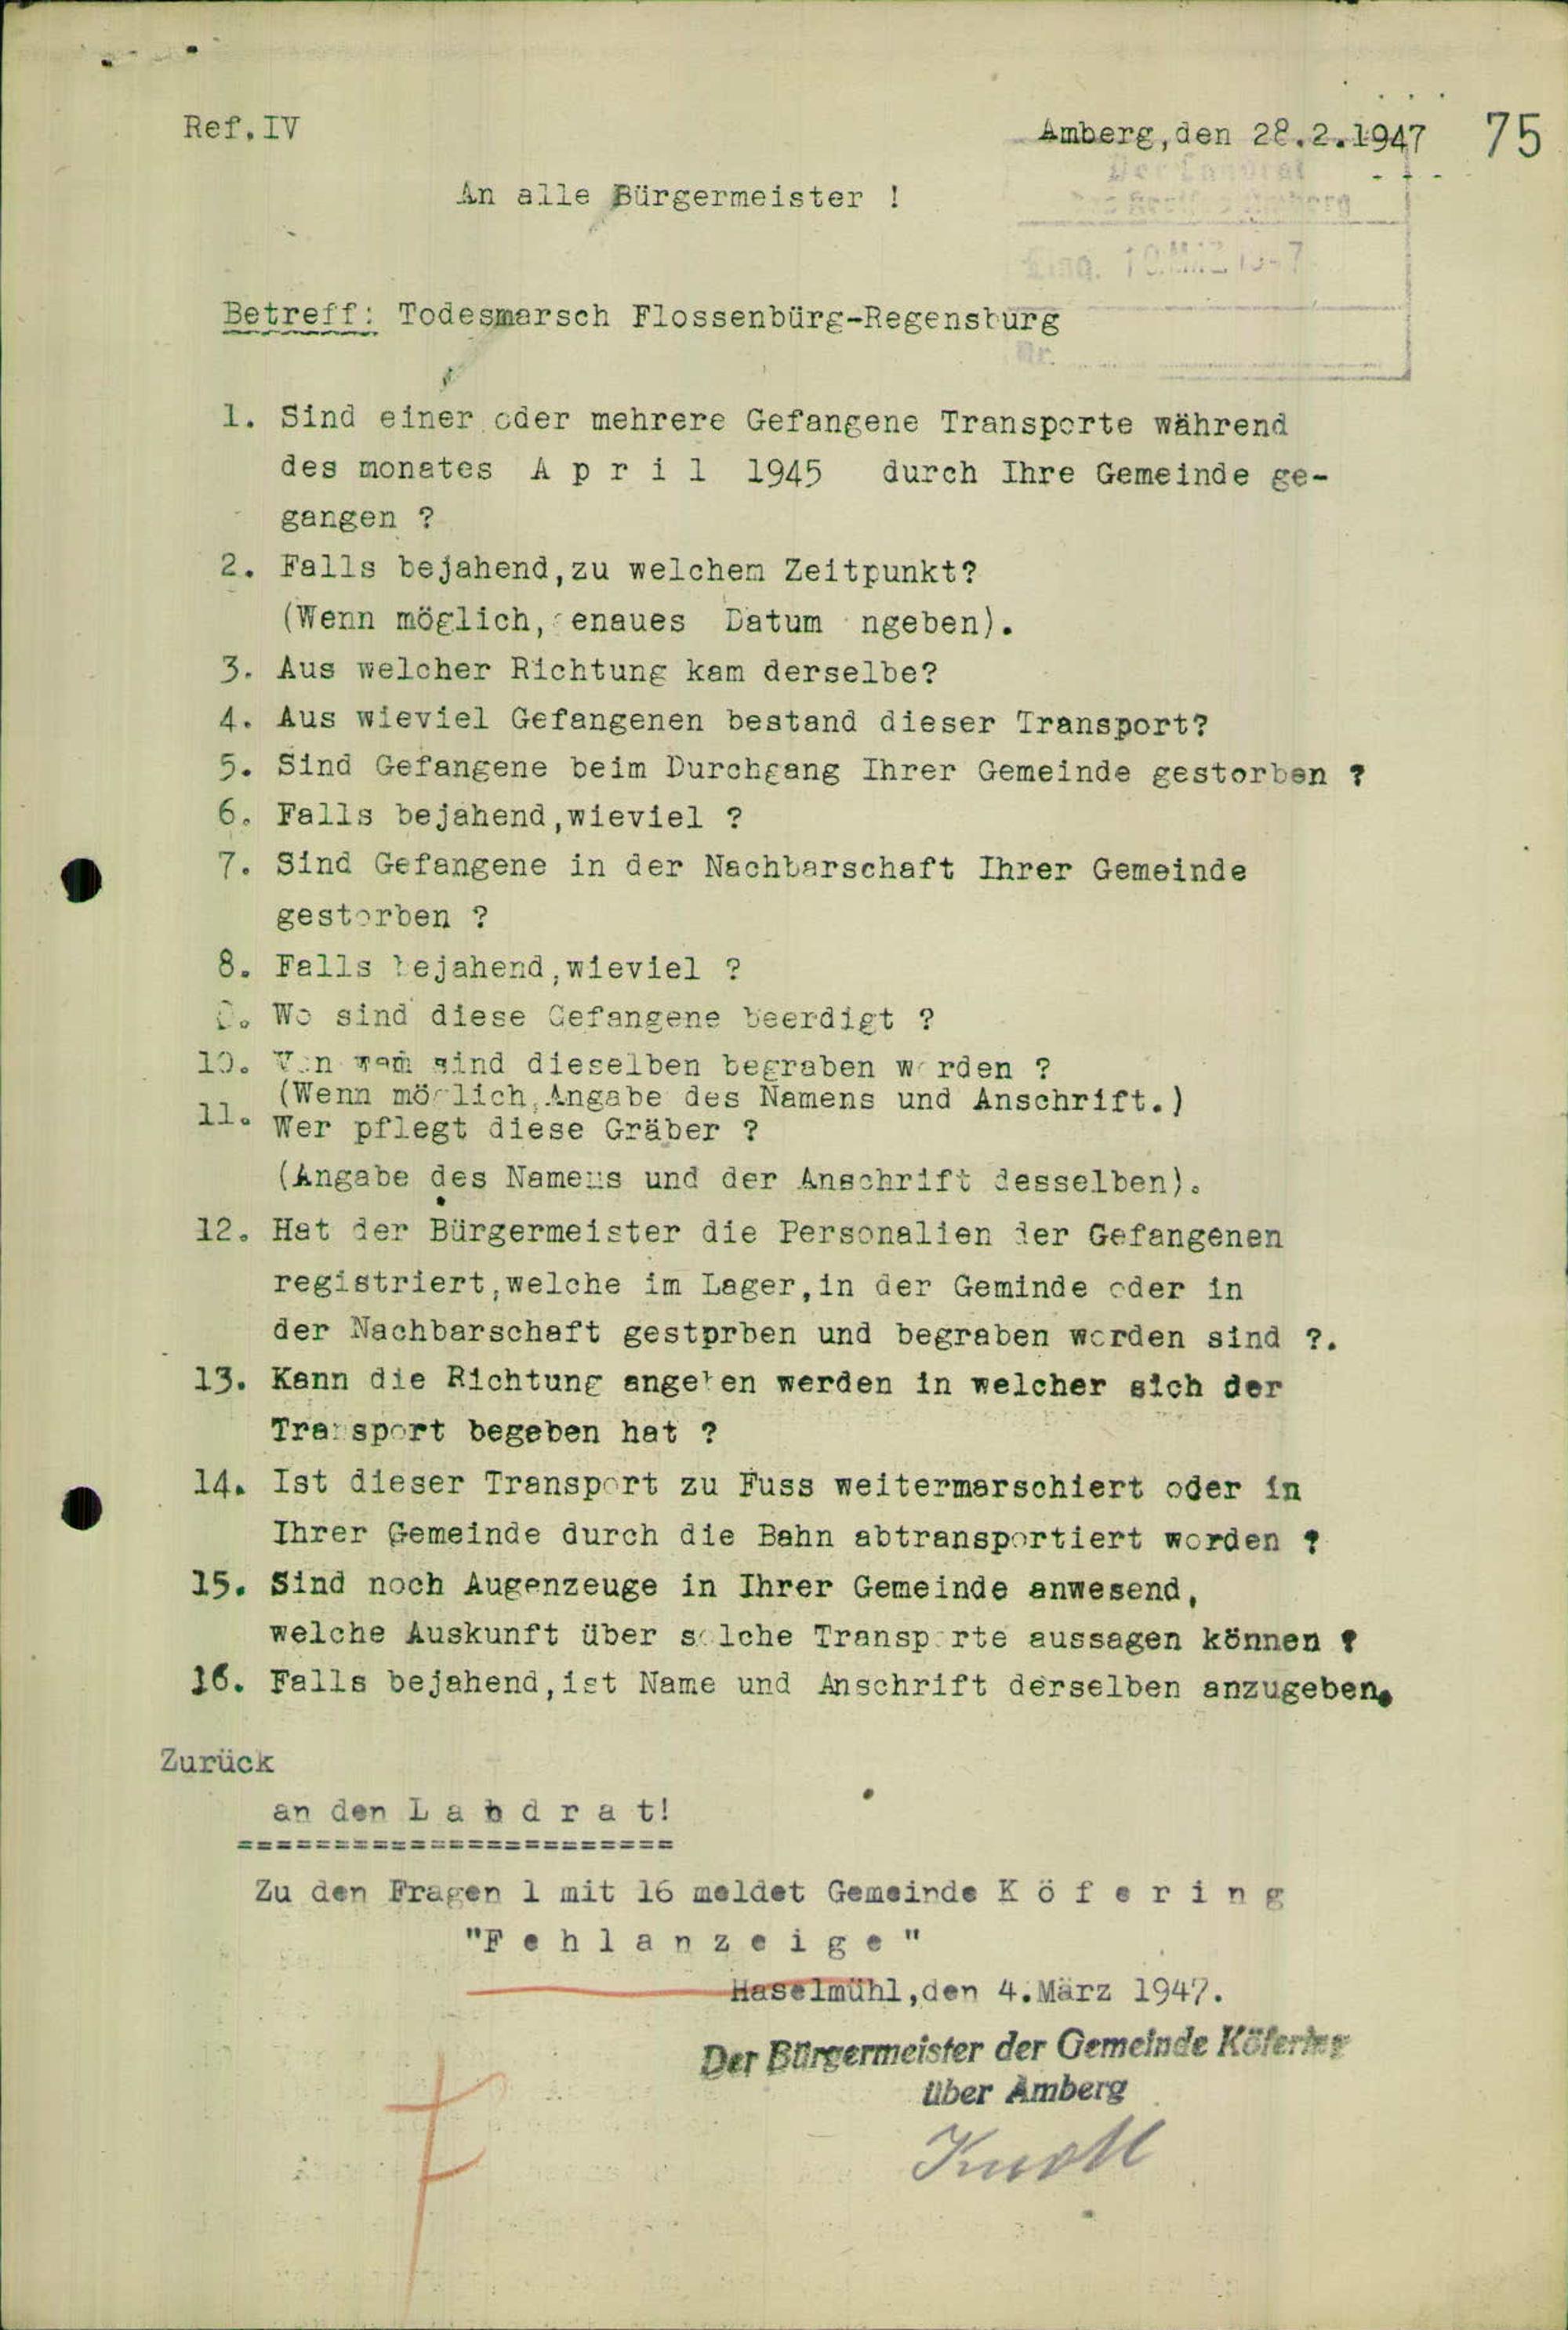 Ref.IV
Amberg,den 28.2.1947
75
Der Landrat
An alle Bürgermeister !
Eing. 10.MRZ 1947
Betreff: Todesmarsch Flossenbürg-Regensburg
Nr.
1. Sind einer oder mehrere Gefangene Transporte während
des monates A p r i l 1945 durch Ihre Gemeinde ge-
gangen ?
2. Falls bejahend,zu welchem Zeitpunkt?
(Wenn möglich, genaues Datum angeben).
3. Aus welcher Richtung kam derselbe?
4. Aus wieviel Gefangenen bestand dieser Transport?
5. Sind Gefangene beim Durchgang Ihrer Gemeinde gestorben ?
6. Falls bejahend,wieviel ?
7. Sind Gefangene in der Nachbarschaft Ihrer Gemeinde
gestorben ?
8. Falls bejahend,wieviel ?
9. Wo sind diese Gefangene beerdigt ?
10. Von wem sind dieselben begraben worden ?
(Wenn möglich,Angabe des Namens und Anschrift.)
11. Wer pflegt diese Gräber ?
(Angabe des Namens und der Anschrift desselben).
12. Hat der Bürgermeister die Personalien der Gefangenen
registriert,welche im Lager,in der Geminde oder in
der Nachbarschaft gestprben und begraben worden sind ?.
13. Kann die Richtung angeben werden in welcher sich der
Transport begeben hat ?
14. Ist dieser Transport zu Fuss weitermarschiert oder in
Ihrer Gemeinde durch die Bahn abtransportiert worden ?
15. Sind noch Augenzeuge in Ihrer Gemeinde anwesend,
welche Auskunft über solche Transporte aussagen können ?
16. Falls bejahend,ist Name und Anschrift derselben anzugeben.
Zurück
an den L a n d r a t!
=======================
Zu den Fragen 1 mit 16 meldet Gemeinde K ö f e r i n g
"F e h l a n z e i g e "
Haselmühl,den 4.März 1947.
Der Bürgermeister der Gemeinde Köfering
über Amberg
Knoll